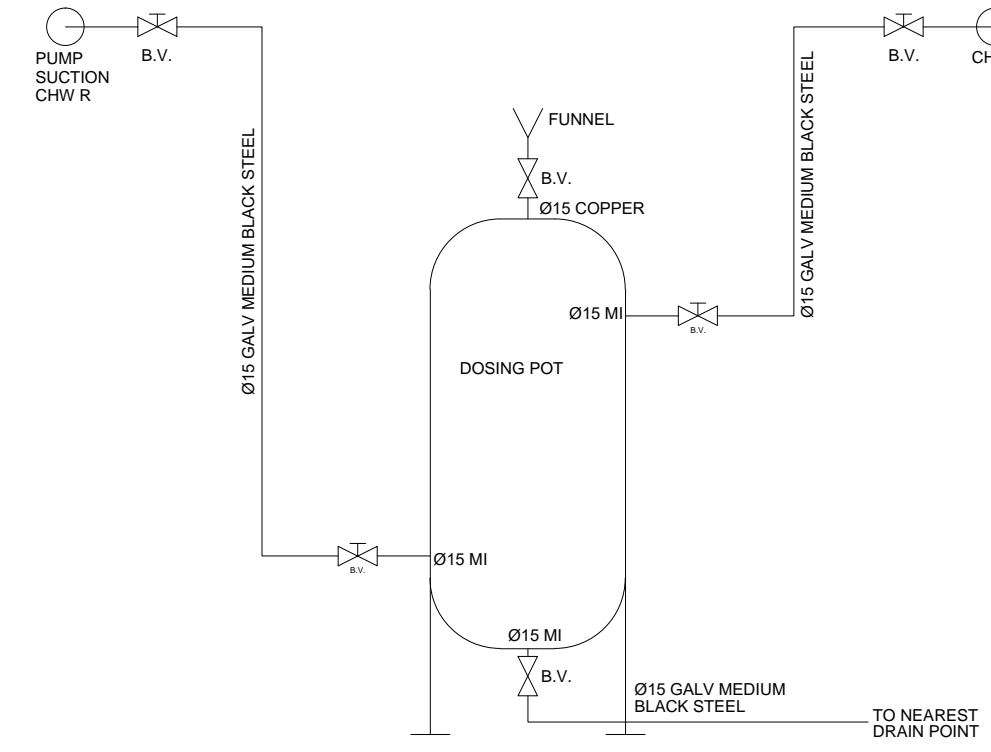 PUMP
SUCTION
CHW R
B.V.
B.V.
CH
Ø15 GALV MEDIUM BLACK STEEL
Ø15 GALV MEDIUM BLACK STEEL
FUNNEL
B.V.
Ø15 COPPER
Ø15 MI
B.V.
DOSING POT
B.V.
Ø15 MI
Ø15 MI
B.V.
Ø15 GALV MEDIUM
BLACK STEEL
TO NEAREST
DRAIN POINT